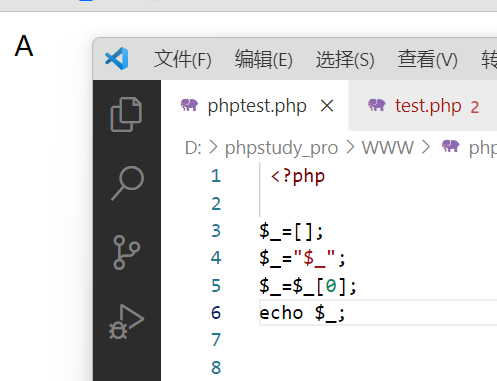 A
文件(F) 编辑(E) 选择(S) 查看(V) 转
phptest.php × test.php 2
D: > phpstudy_pro > WWW > php
1 <?php
2
3 $_=[];
4 $_="$_";
5 $_=$_[0];
6 echo $_;
7
8